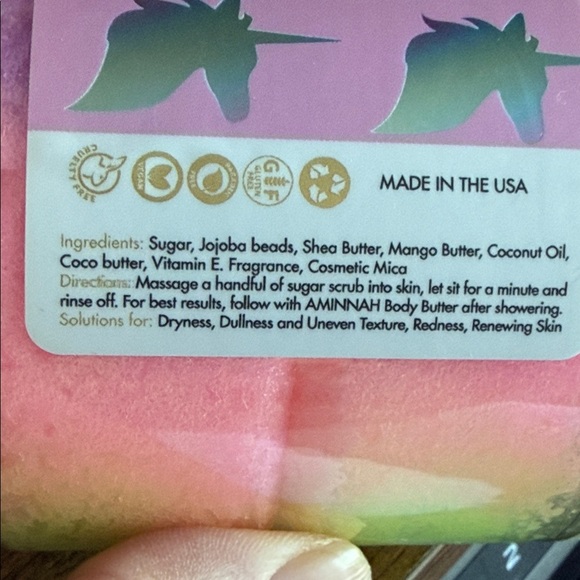 CRUELTY FREE
VEGAN
FREE
GLUTEN FREE
GF
MADE IN THE USA
Ingredients: Sugar, Jojoba beads, Shea Butter, Mango Butter, Coconut Oil,
Coco butter, Vitamin E. Fragrance, Cosmetic Mica
Directions: Massage a handful of sugar scrub into skin, let sit for a minute and
rinse off. For best results, follow with AMINNAH Body Butter after showering.
Solutions for: Dryness, Dullness and Uneven Texture, Redness, Renewing Skin
N